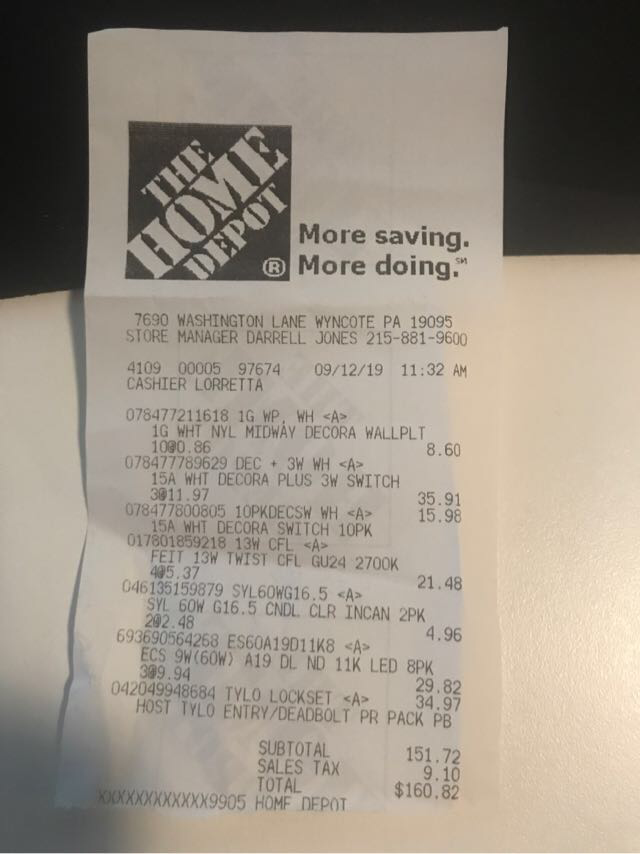 THE
HOME
DEPOT
®
More saving.
More doing.℠
7690 WASHINGTON LANE WYNCOTE PA 19095
STORE MANAGER DARRELL JONES 215-881-9600
4109 00005 97674 09/12/19 11:32 AM
CASHIER LORRETTA
078477211618 1G WP, WH <A>
1G WHT NYL MIDWAY DECORA WALLPLT
10@0.86 8.60
078477789629 DEC + 3W WH <A>
15A WHT DECORA PLUS 3W SWITCH
3@11.97 35.91
078477800805 10PKDECSW WH <A> 15.98
15A WHT DECORA SWITCH 10PK
017801859218 13W CFL <A>
FEIT 13W TWIST CFL GU24 2700K
4@5.37 21.48
046135159879 SYL60WG16.5 <A>
SYL 60W G16.5 CNDL CLR INCAN 2PK
2@2.48 4.96
693690564268 ES60A19D11K8 <A>
ECS 9W(60W) A19 DL ND 11K LED 8PK
3@9.94 29.82
042049948684 TYLO LOCKSET <A> 34.97
HOST TYLO ENTRY/DEADBOLT PR PACK PB
SUBTOTAL 151.72
SALES TAX 9.10
TOTAL $160.82
XXXXXXXXXXXX9905 HOME DEPOT